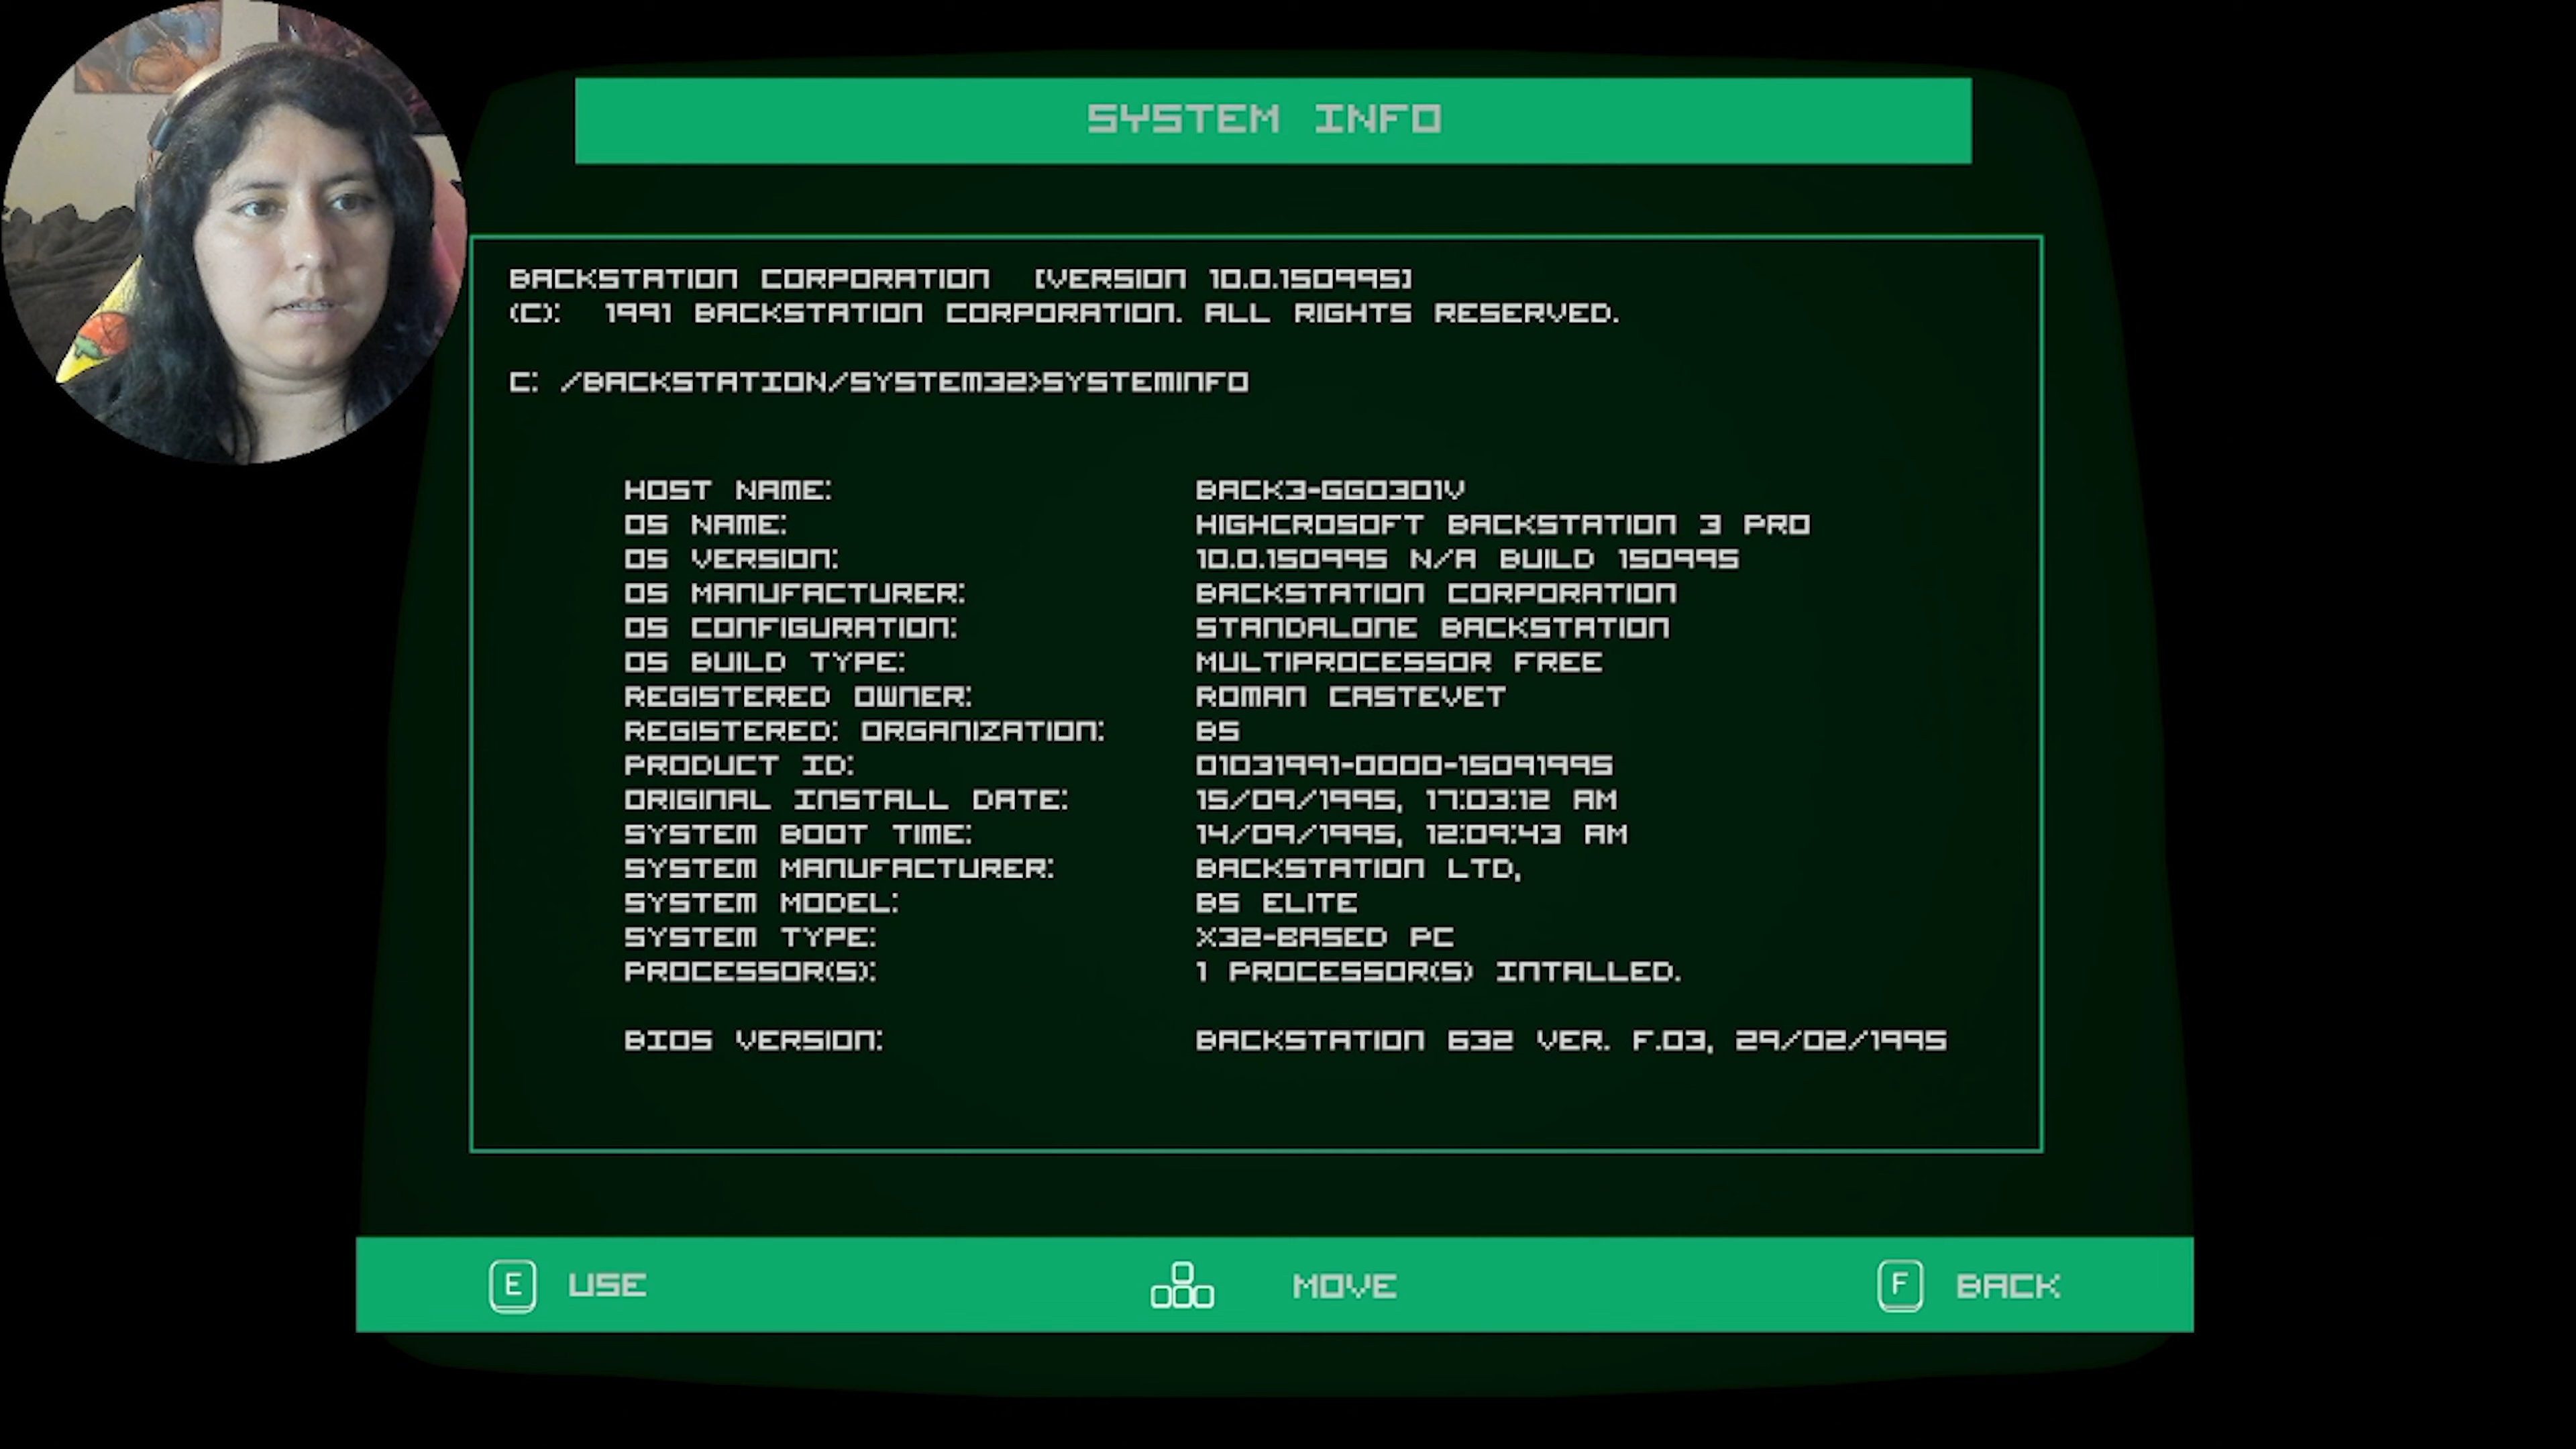 SYSTEM INFO
BACKSTATION CORPORATION [VERSION 10.0.150995]
(C): 1991 BACKSTATION CORPORATION. ALL RIGHTS RESERVED.
C: /BACKSTATION/SYSTEM32>SYSTEMINFO
HOST NAME: BACK3-GG0301V
OS NAME: HIGHCROSOFT BACKSTATION 3 PRO
OS VERSION: 10.0.150995 N/A BUILD 150995
OS MANUFACTURER: BACKSTATION CORPORATION
OS CONFIGURATION: STANDALONE BACKSTATION
OS BUILD TYPE: MULTIPROCESSOR FREE
REGISTERED OWNER: ROMAN CASTEVET
REGISTERED: ORGANIZATION: BS
PRODUCT ID: 01031991-0000-15091995
ORIGINAL INSTALL DATE: 15/09/1995, 17:03:12 AM
SYSTEM BOOT TIME: 14/09/1995, 12:09:43 AM
SYSTEM MANUFACTURER: BACKSTATION LTD,
SYSTEM MODEL: BS ELITE
SYSTEM TYPE: X32-BASED PC
PROCESSOR(S): 1 PROCESSOR(S) INTALLED.
BIOS VERSION: BACKSTATION 632 VER. F.03, 29/02/1995
E USE MOVE F BACK